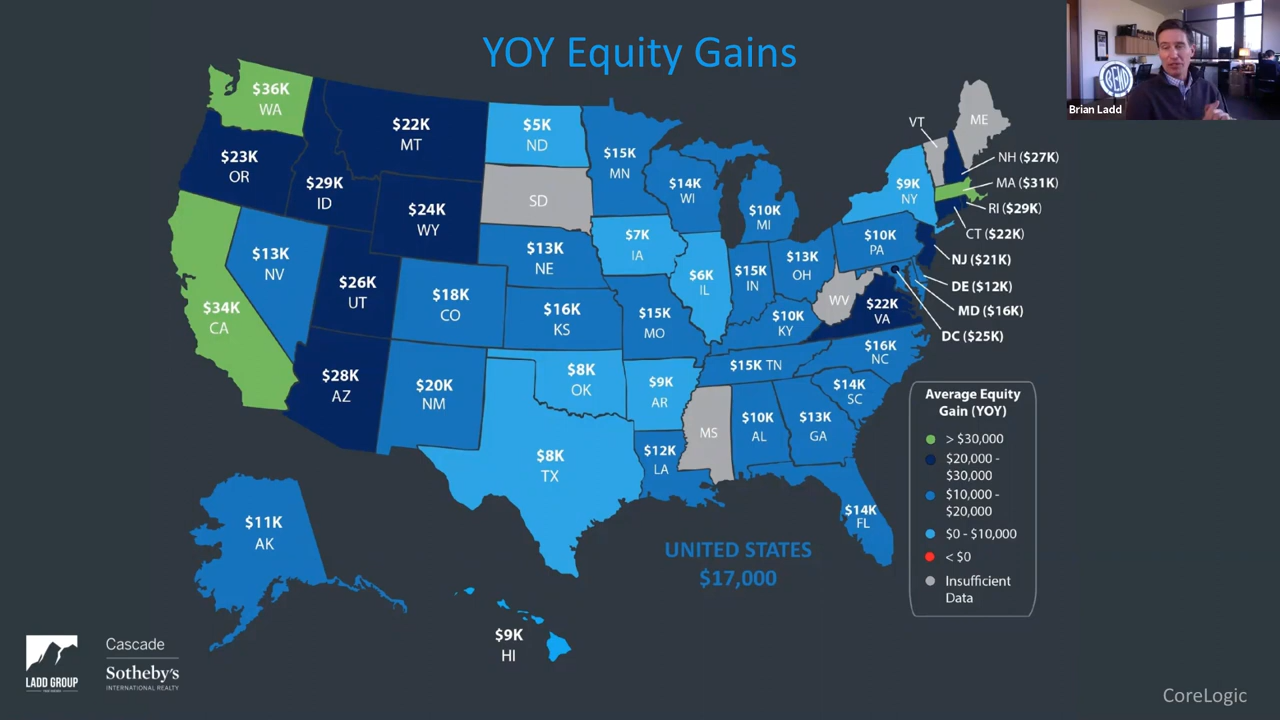 YOY Equity Gains
BEND
Brian Ladd
$36K
WA
$23K
OR
$34K
CA
$13K
NV
$29K
ID
$22K
MT
$24K
WY
$26K
UT
$28K
AZ
$18K
CO
$20K
NM
$5K
ND
SD
$13K
NE
$16K
KS
$8K
OK
$8K
TX
$15K
MN
$7K
IA
$15K
MO
$9K
AR
$12K
LA
$14K
WI
$6K
IL
$10K
MI
$15K
IN
$13K
OH
$10K
KY
$15K TN
MS
$10K
AL
$13K
GA
$14K
FL
$14K
SC
$16K
NC
$22K
VA
WV
$10K
PA
$9K
NY
VT
ME
NH ($27K)
MA ($31K)
RI ($29K)
CT ($22K)
NJ ($21K)
DE ($12K)
MD ($16K)
DC ($25K)
$11K
AK
$9K
HI
UNITED STATES
$17,000
Average Equity
Gain (YOY)
> $30,000
$20,000 -
$30,000
$10,000 -
$20,000
$0 - $10,000
< $0
Insufficient
Data
LADD GROUP
Cascade
Sotheby's
INTERNATIONAL REALTY
CoreLogic